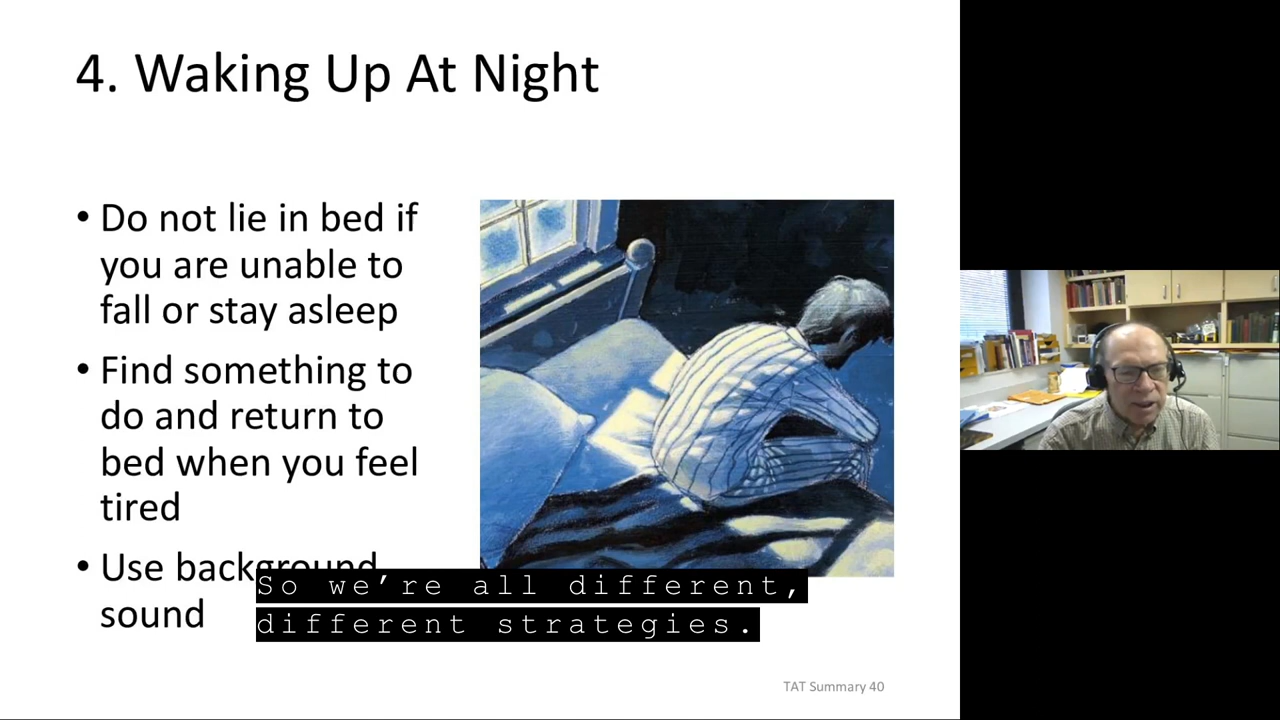 4. Waking Up At Night
• Do not lie in bed if
you are unable to
fall or stay asleep
• Find something to
do and return to
bed when you feel
tired
• Use background
sound
So we’re all different,
different strategies.
TAT Summary 40